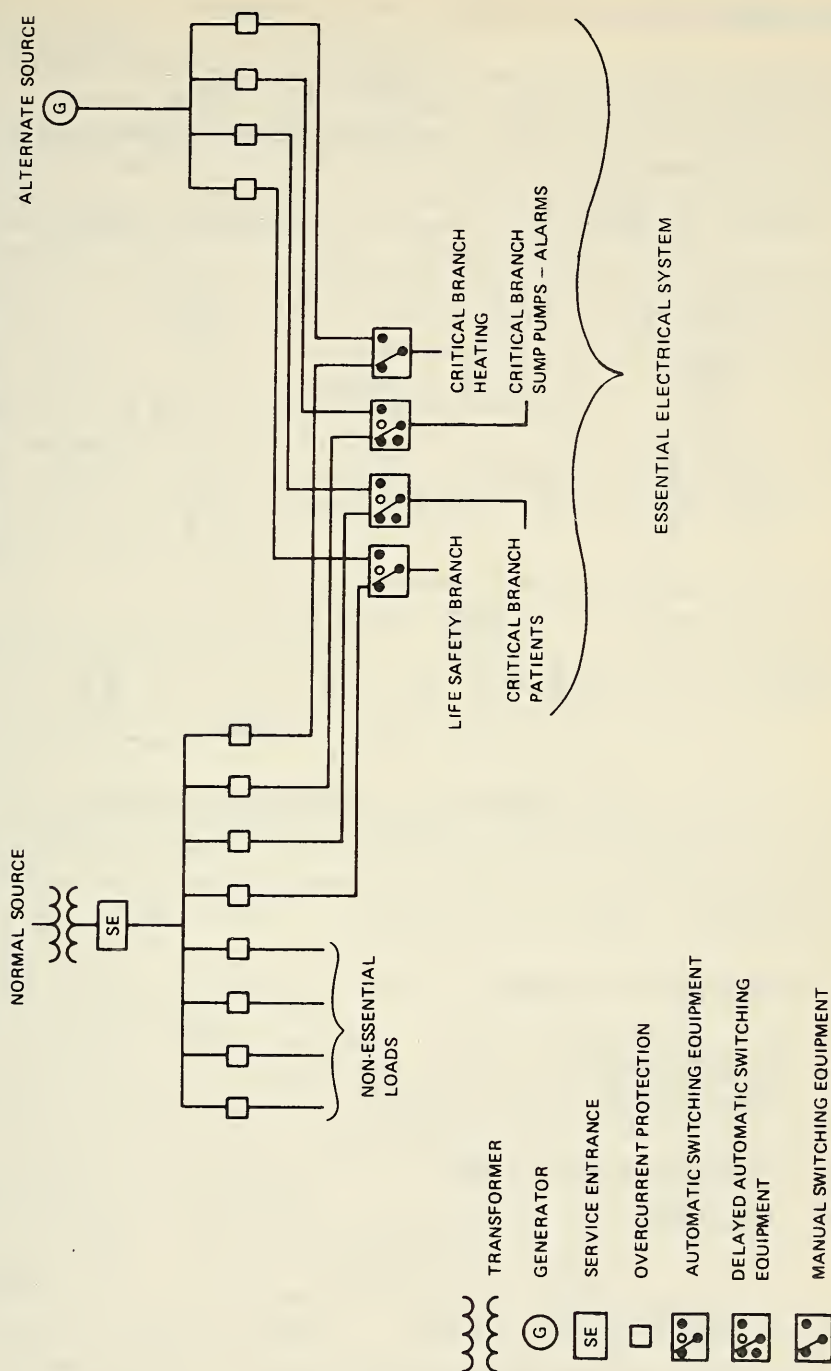 NORMAL SOURCE
ALTERNATE SOURCE
SE
G
NON-ESSENTIAL
LOADS
LIFE SAFETY BRANCH
CRITICAL BRANCH
PATIENTS
CRITICAL BRANCH
HEATING
CRITICAL BRANCH
SUMP PUMPS – ALARMS
ESSENTIAL ELECTRICAL SYSTEM
TRANSFORMER
G
GENERATOR
SE
SERVICE ENTRANCE
OVERCURRENT PROTECTION
AUTOMATIC SWITCHING EQUIPMENT
DELAYED AUTOMATIC SWITCHING
EQUIPMENT
MANUAL SWITCHING EQUIPMENT